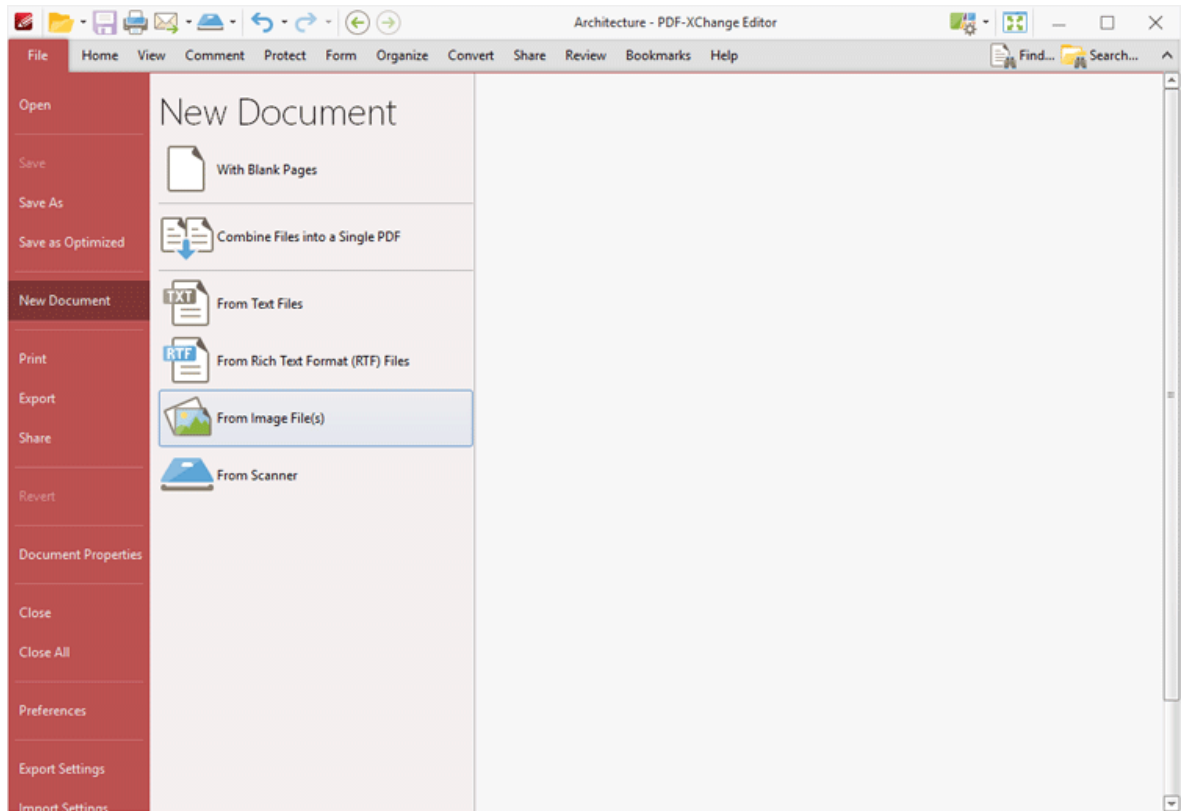 Architecture - PDF-XChange Editor
File Home View Comment Protect Form Organize Convert Share Review Bookmarks Help Find... Search...
Open
Save
Save As
Save as Optimized
New Document
Print
Export
Share
Revert
Document Properties
Close
Close All
Preferences
Export Settings
Import Settings
New Document
With Blank Pages
Combine Files into a Single PDF
TXT
From Text Files
RTF
From Rich Text Format (RTF) Files
From Image File(s)
From Scanner